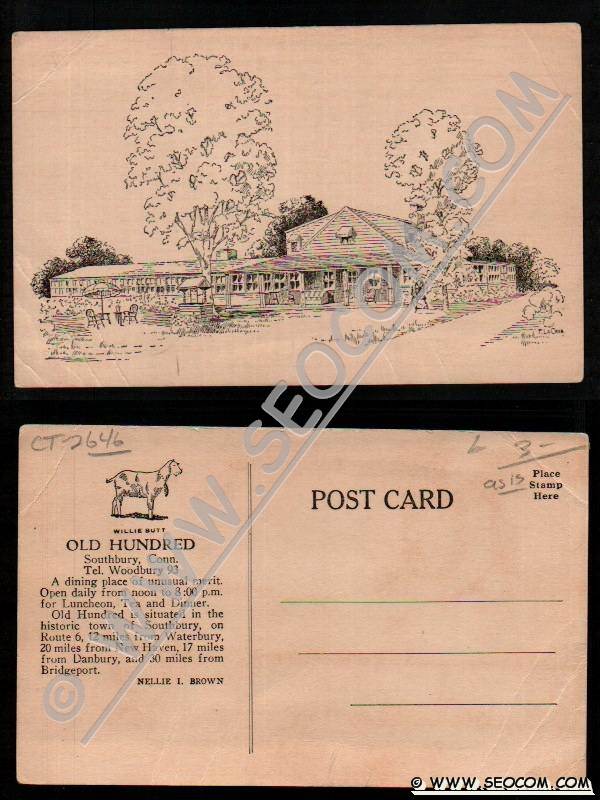 © WWW.SEOCOM.COM
CT-2646
6 3-
as is
Place
Stamp
Here
POST CARD
WILLIE BUTT
OLD HUNDRED
Southbury, Conn.
Tel. Woodbury 93
A dining place of unusual merit.
Open daily from noon to 8:00 p.m.
for Luncheon, Tea and Dinner.
Old Hundred is situated in the
historic town of Southbury, on
Route 6, 12 miles from Waterbury,
20 miles from New Haven, 17 miles
from Danbury, and 30 miles from
Bridgeport.
NELLIE I. BROWN
© WWW.SEOCOM.COM